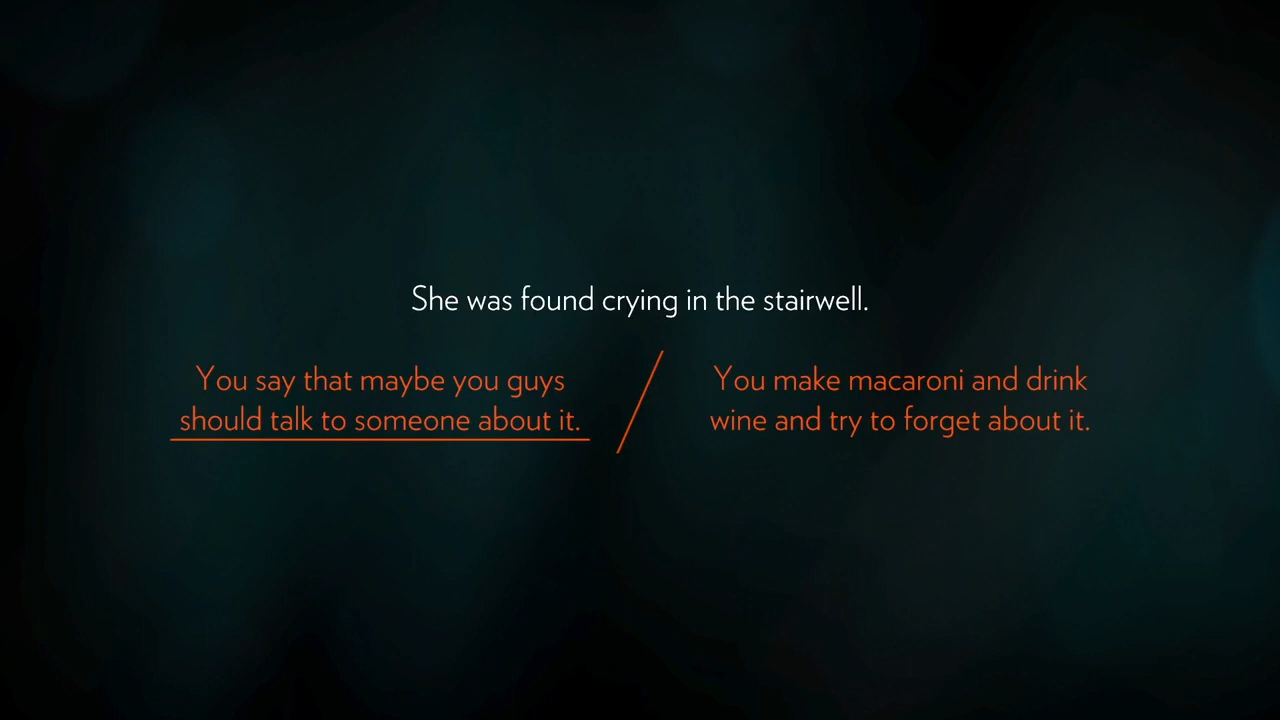 She was found crying in the stairwell.
You say that maybe you guys
should talk to someone about it.
You make macaroni and drink
wine and try to forget about it.